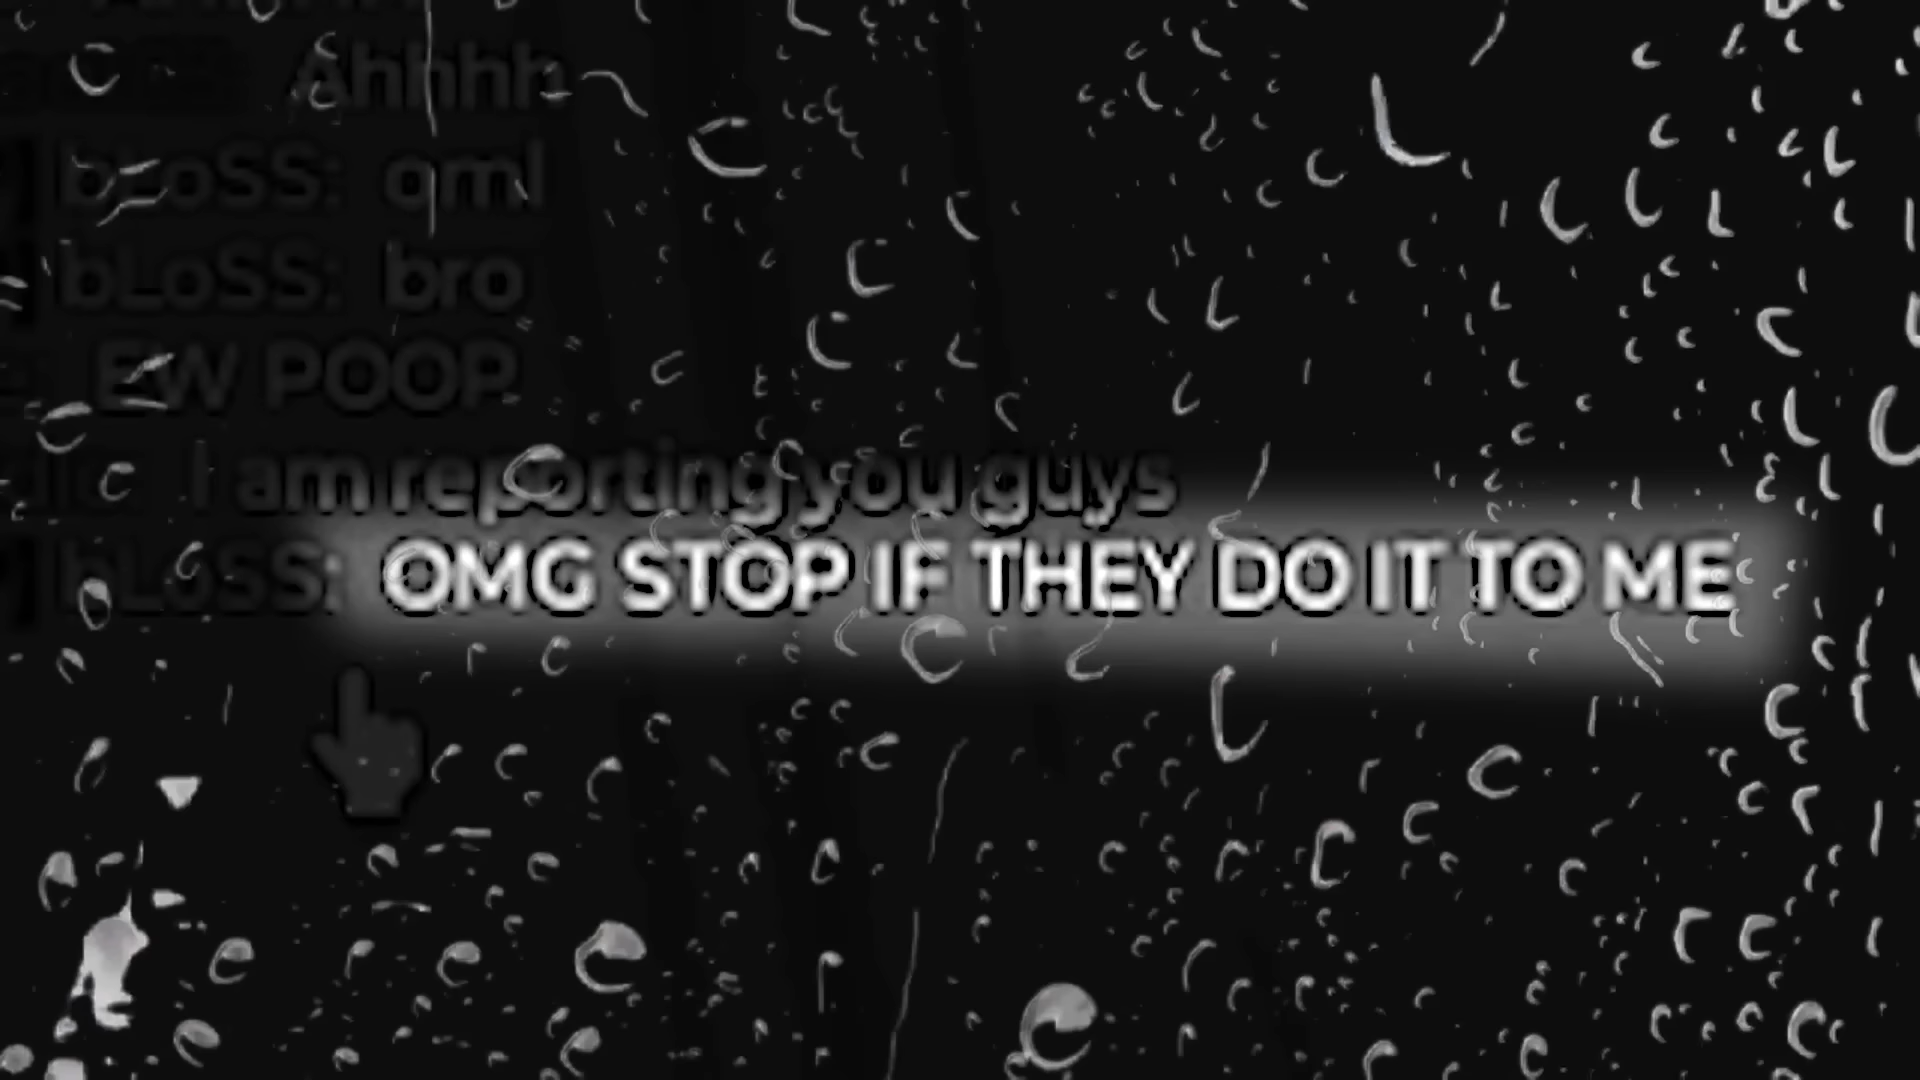 Ahhhh
bLoSS: oml
bLoSS: bro
EW POOP
I am reporting you guys
bLoSS: OMG STOP IF THEY DO IT TO ME